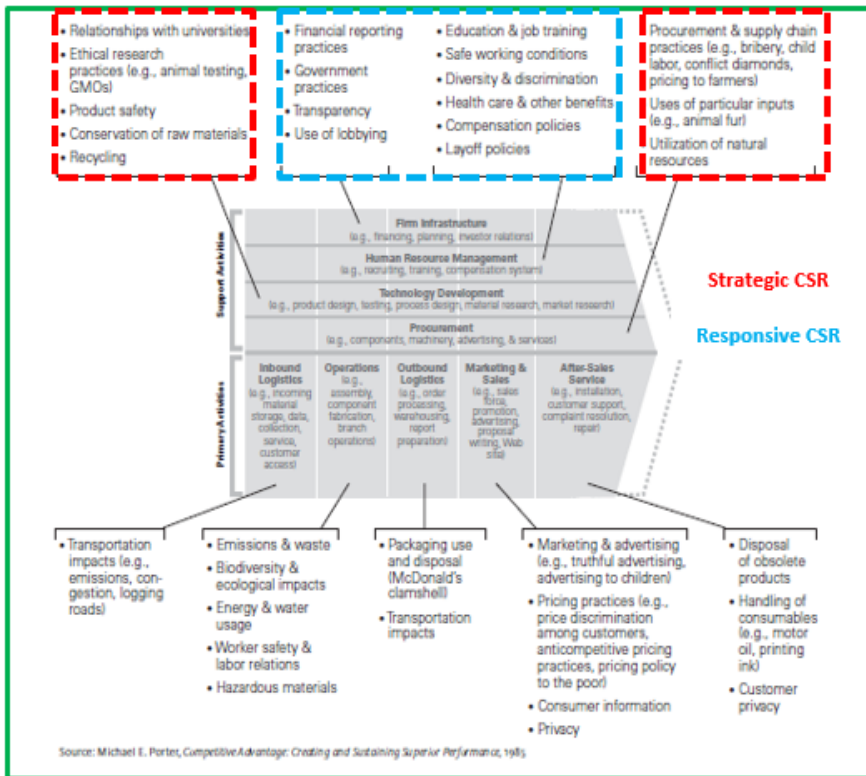 • Relationships with universities
• Ethical research
practices (e.g., animal testing,
GMOs)
• Product safety
• Conservation of raw materials
• Recycling
• Financial reporting
practices
• Government
practices
• Transparency
• Use of lobbying
• Education & job training
• Safe working conditions
• Diversity & discrimination
• Health care & other benefits
• Compensation policies
• Layoff policies
Procurement & supply chain
practices (e.g., bribery, child
labor, conflict diamonds,
pricing to farmers)
Uses of particular inputs
(e.g., animal fur)
Utilization of natural
resources
Support Activities
Firm Infrastructure
(e.g., financing, planning, investor relations)
Human Resource Management
(e.g., recruiting, training, compensation system)
Technology Development
(e.g., product design, testing, process design, material research, market research)
Procurement
(e.g., components, machinery, advertising, & services)
Strategic CSR
Responsive CSR
Primary Activities
Inbound
Logistics
(e.g., incoming
material
storage, data,
collection,
service,
customer
access)
Operations
(e.g.,
assembly,
component
fabrication,
branch
operations)
Outbound
Logistics
(e.g., order
processing,
warehousing,
report
preparation)
Marketing
& Sales
(e.g., sales
force,
promotion,
advertising,
proposal
writing, Web
site)
After-Sales
Service
(e.g., installation,
customer support,
complaint resolution,
repair)
• Transportation
impacts (e.g.,
emissions, con-
gestion, logging
roads)
• Emissions & waste
• Biodiversity &
ecological impacts
• Energy & water
usage
• Worker safety &
labor relations
• Hazardous materials
• Packaging use
and disposal
(McDonald's
clamshell)
• Transportation
impacts
• Marketing & advertising
(e.g., truthful advertising,
advertising to children)
• Pricing practices (e.g.,
price discrimination
among customers,
anticompetitive pricing
practices, pricing policy
to the poor)
• Consumer information
• Privacy
• Disposal
of obsolete
products
• Handling of
consumables
(e.g., motor
oil, printing
ink)
• Customer
privacy
Source: Michael E. Porter, Competitive Advantage: Creating and Sustaining Superior Performance, 1985